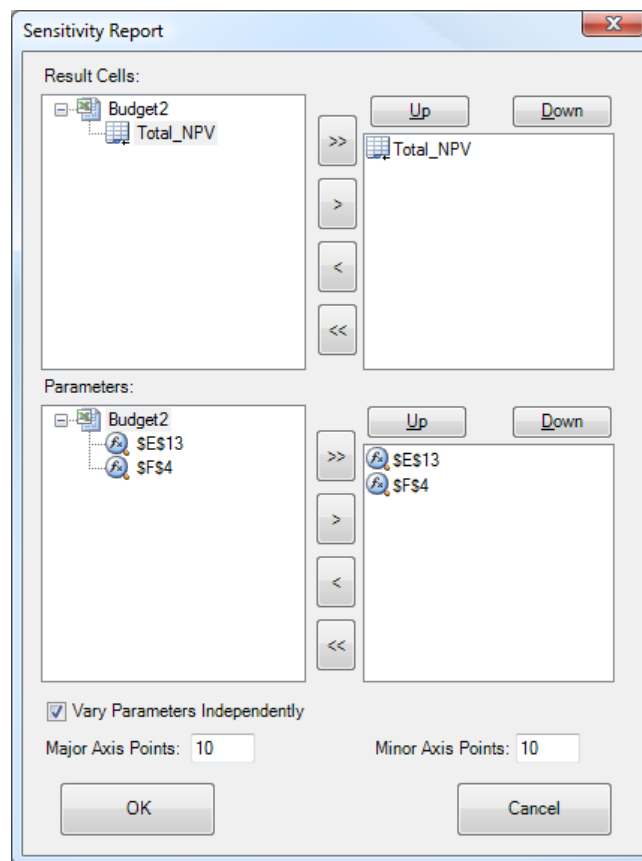 Sensitivity Report
Result Cells:
Budget2
Total_NPV
>>
>
<
<<
Up
Down
Total_NPV
Parameters:
Budget2
$E$13
$F$4
>>
>
<
<<
Up
Down
$E$13
$F$4
Vary Parameters Independently
Major Axis Points: 10
Minor Axis Points: 10
OK
Cancel